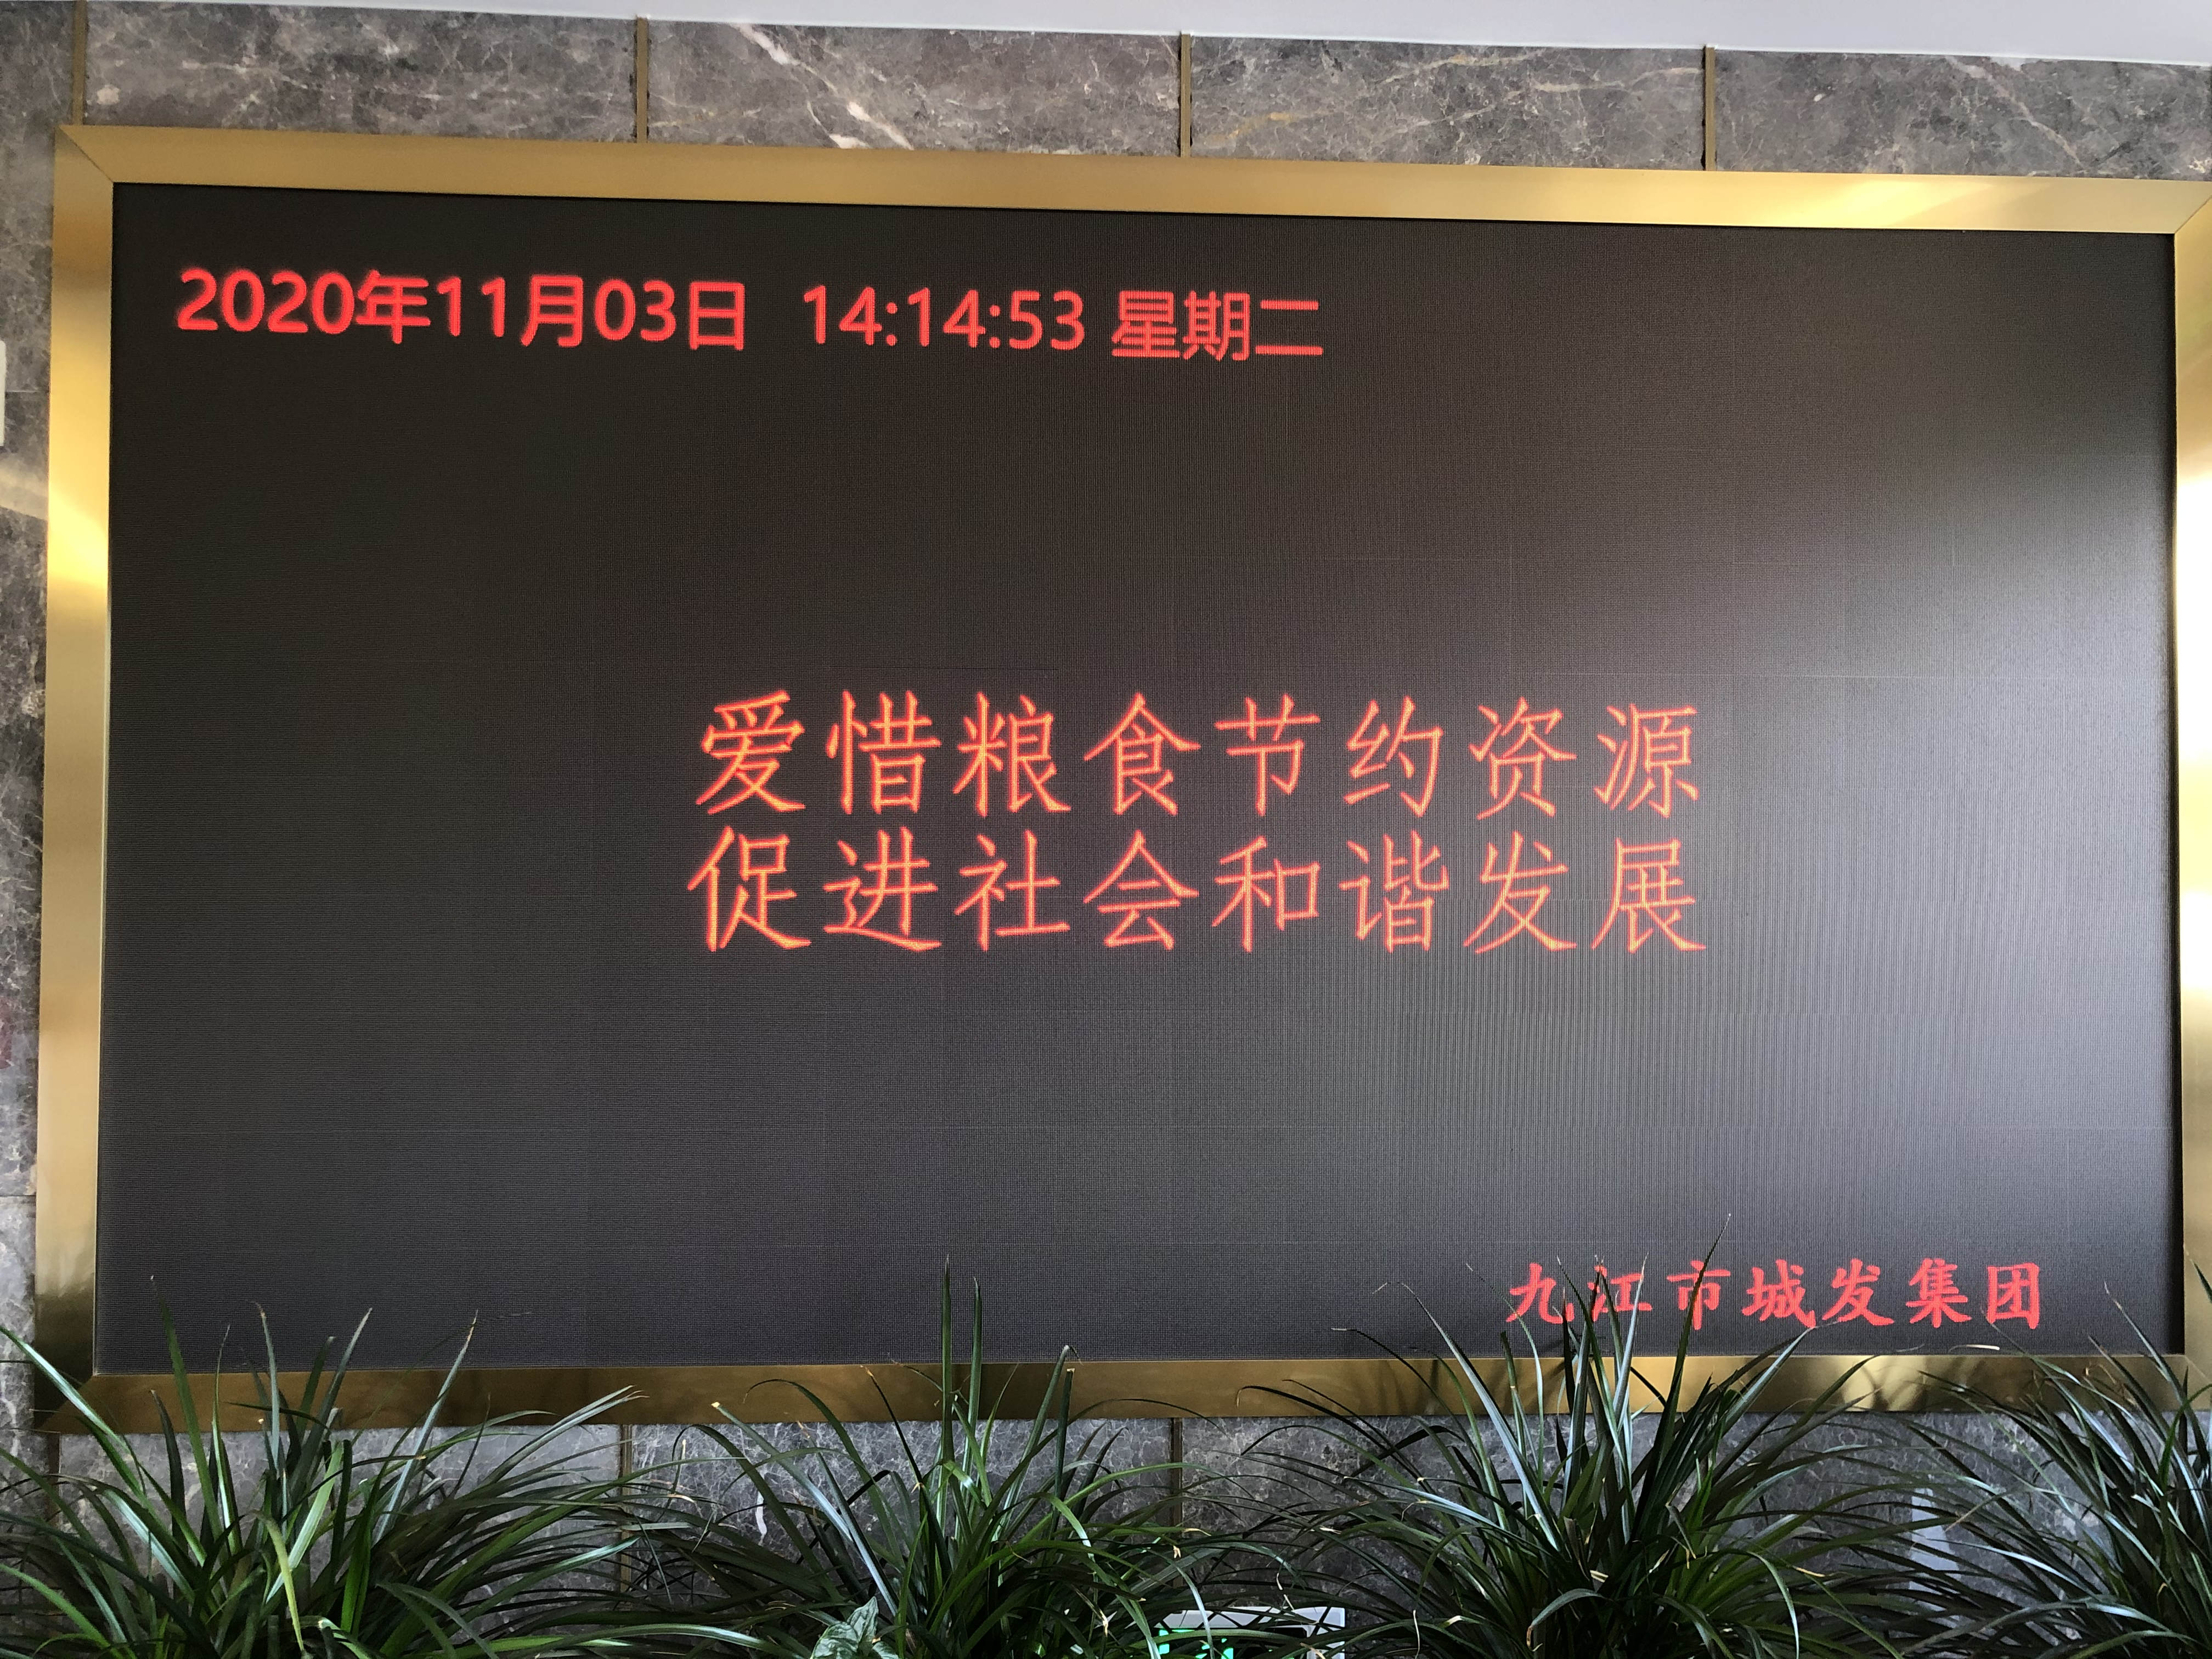 2020年11月03日 14:14:53 星期二
爱惜粮食节约资源
促进社会和谐发展
九江市城发集团